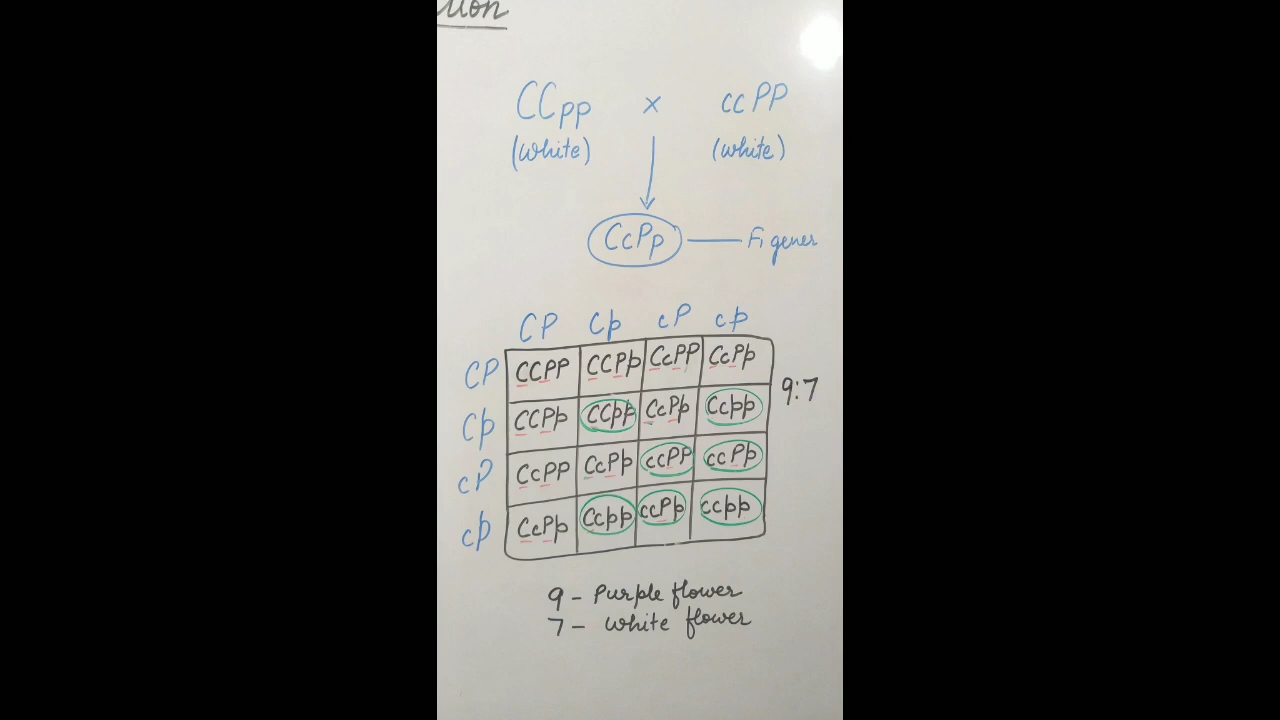 tion
CCpp × ccPP
(white) (white)
CcPp — F1 gener
CP Cp cP cp
CP CCPP CCPp CcPP CcPp
9:7
Cp CCPp CCpp CcPp Ccpp
cP CcPP CcPp ccPP ccPp
cp CcPp Ccpp ccPp ccpp
9 - Purple flower
7 - White flower